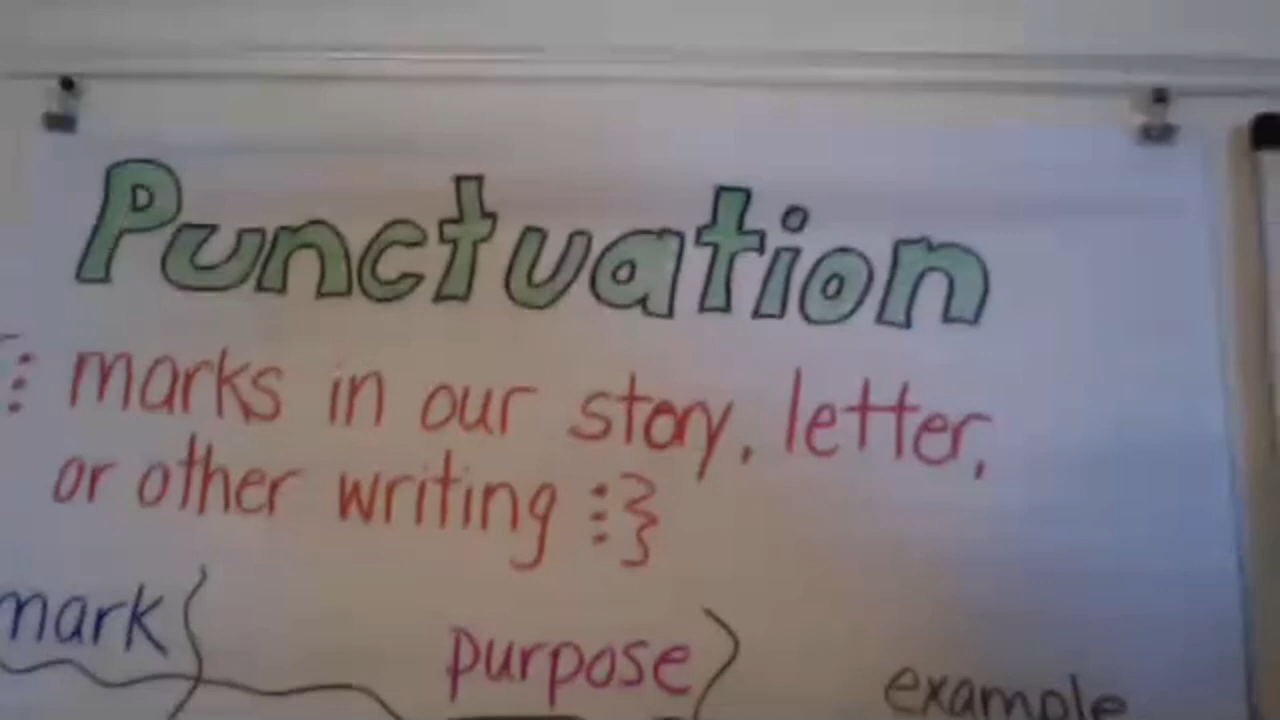 Punctuation
marks in our story, letter,
or other writing
mark
purpose
example